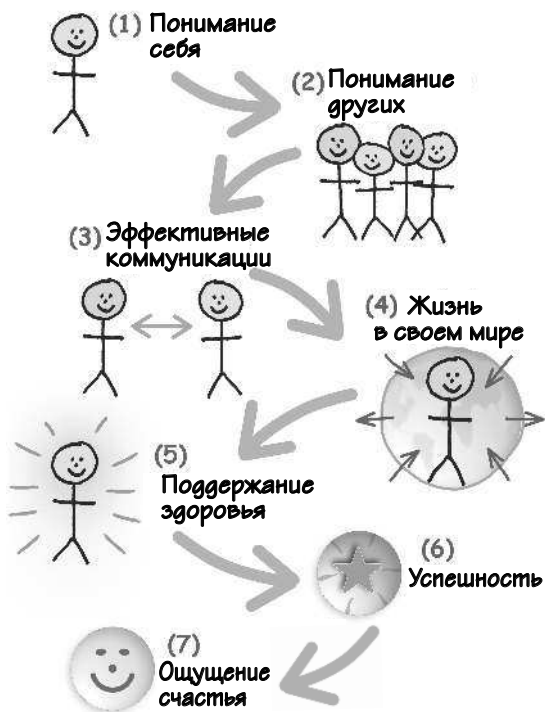 (1) Понимание
себя
(2) Понимание
других
(3) Эффективные
коммуникации
(4) Жизнь
в своем мире
(5)
Поддержание
здоровья
(6)
Успешность
(7)
Ощущение
счастья